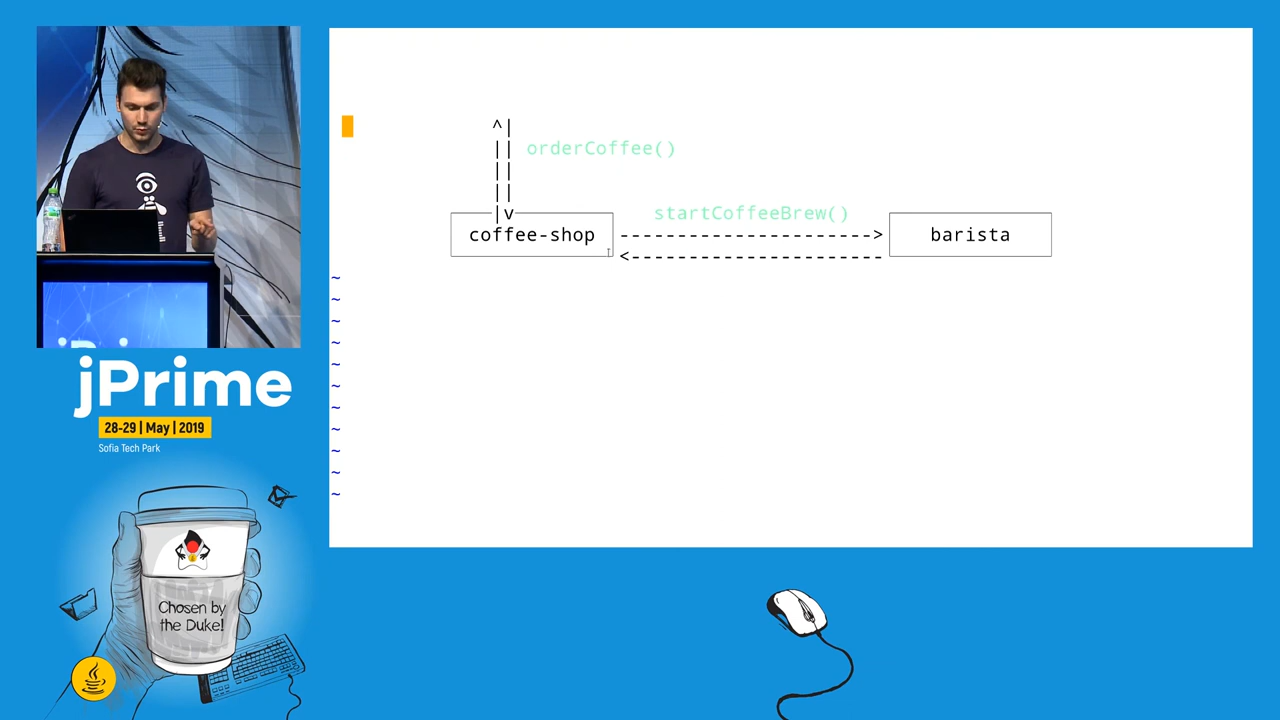 ^|
|| orderCoffee()
||
||
|v startCoffeeBrew()
coffee-shop ----------------------> barista
<----------------------
~
~
~
~
~
~
~
~
~
~
~
jPrime
28-29 | May | 2019
Sofia Tech Park
Chosen by
the Duke!